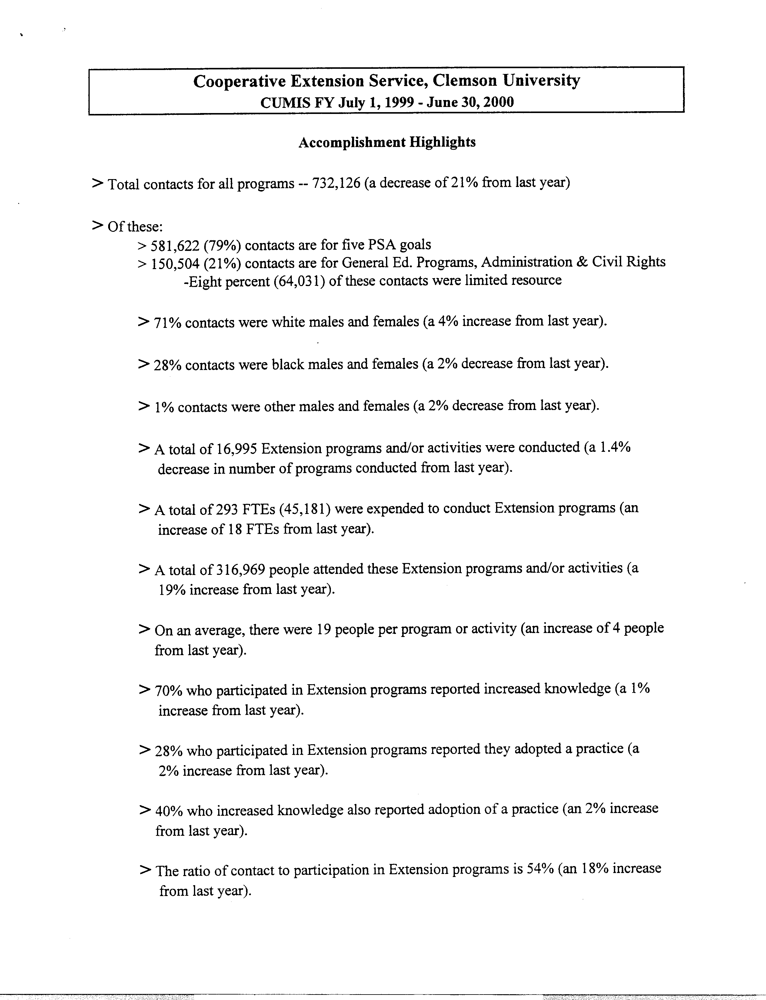 Cooperative Extension Service, Clemson University
CUMIS FY July 1, 1999 - June 30, 2000
Accomplishment Highlights
> Total contacts for all programs -- 732,126 (a decrease of 21% from last year)
> Of these:
> 581,622 (79%) contacts are for five PSA goals
> 150,504 (21%) contacts are for General Ed. Programs, Administration & Civil Rights
-Eight percent (64,031) of these contacts were limited resource
> 71% contacts were white males and females (a 4% increase from last year).
> 28% contacts were black males and females (a 2% decrease from last year).
> 1% contacts were other males and females (a 2% decrease from last year).
> A total of 16,995 Extension programs and/or activities were conducted (a 1.4%
decrease in number of programs conducted from last year).
> A total of 293 FTEs (45,181) were expended to conduct Extension programs (an
increase of 18 FTEs from last year).
> A total of 316,969 people attended these Extension programs and/or activities (a
19% increase from last year).
> On an average, there were 19 people per program or activity (an increase of 4 people
from last year).
> 70% who participated in Extension programs reported increased knowledge (a 1%
increase from last year).
> 28% who participated in Extension programs reported they adopted a practice (a
2% increase from last year).
> 40% who increased knowledge also reported adoption of a practice (an 2% increase
from last year).
> The ratio of contact to participation in Extension programs is 54% (an 18% increase
from last year).